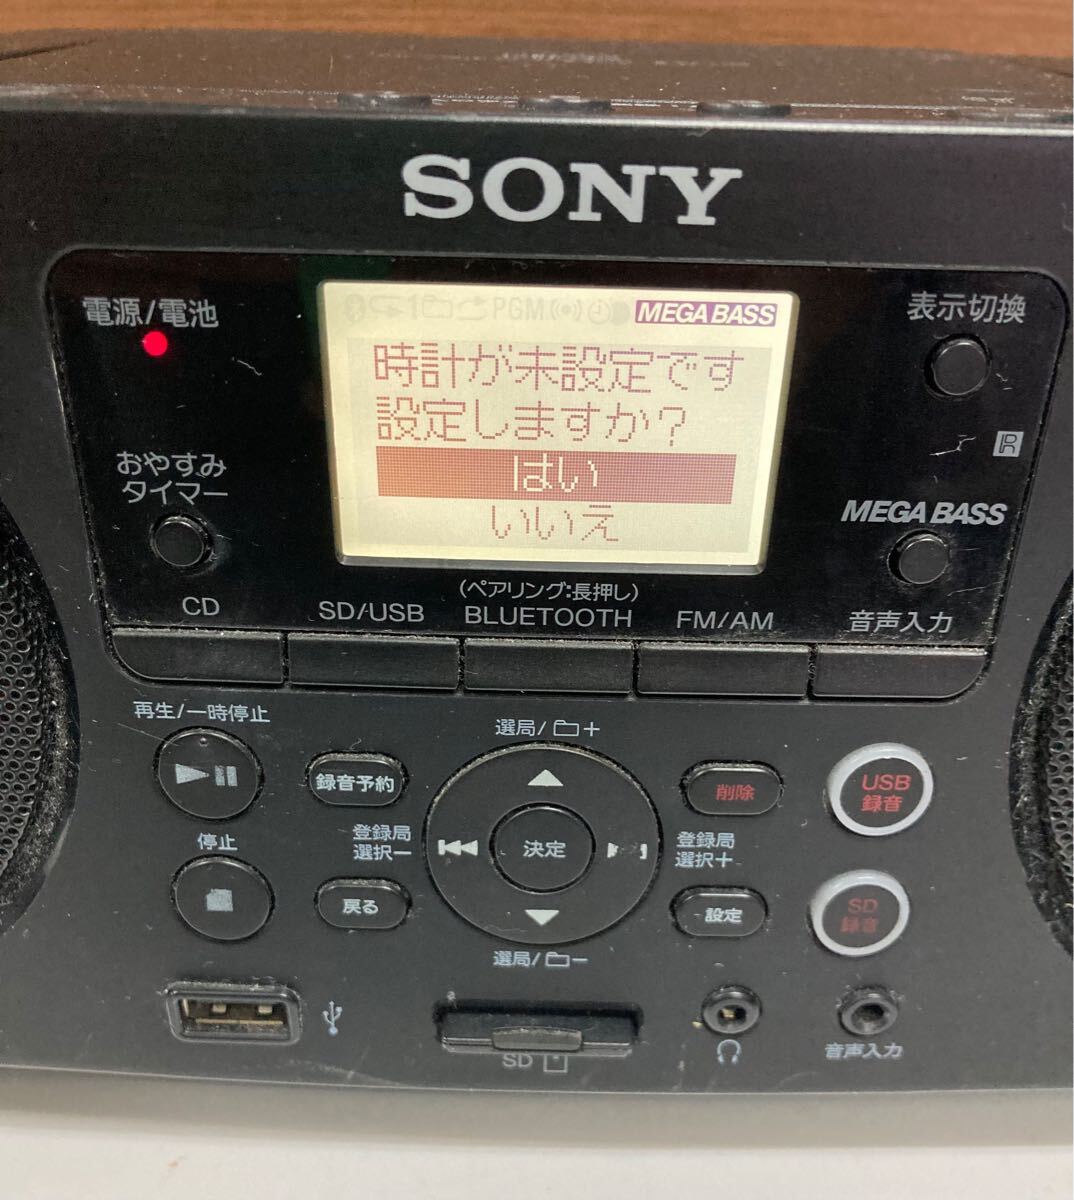 SONY
電源/電池
PGM
MEGA BASS
時計が未設定です
設定しますか？
はい
いいえ
表示切換
おやすみ
タイマー
R
MEGA BASS
CD
SD/USB
(ペアリング:長押し)
BLUETOOTH
FM/AM
音声入力
再生/一時停止
選局/+
録音予約
削除
USB
録音
登録局
選択ー
決定
登録局
選択+
停止
戻る
設定
SD
録音
選局/ー
SD
音声入力